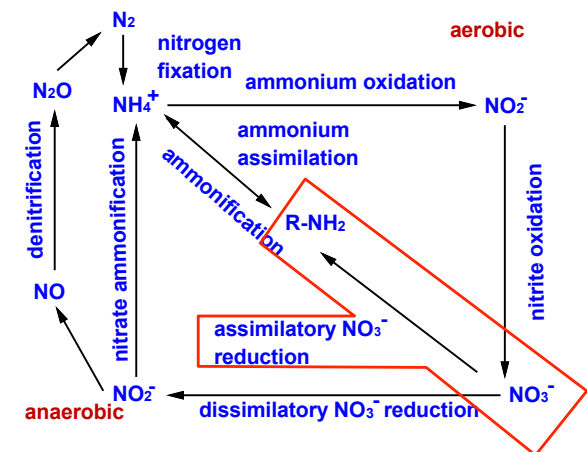 N₂
aerobic
nitrogen
fixation
N₂O
NH₄⁺
ammonium oxidation
NO₂⁻
ammonium
assimilation
ammonification
denitrification
nitrate ammonification
R-NH₂
nitrite oxidation
NO
assimilatory NO₃⁻
reduction
NO₂⁻
NO₃⁻
anaerobic
dissimilatory NO₃⁻ reduction